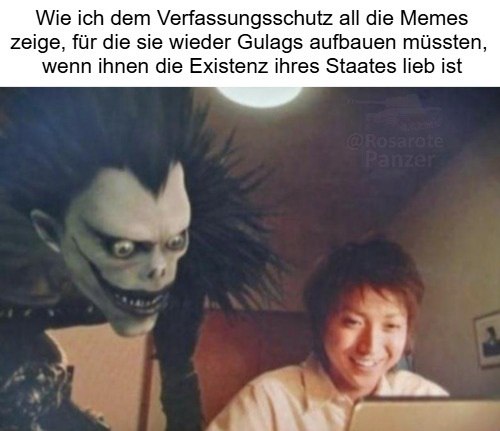 Wie ich dem Verfassungsschutz all die Memes
zeige, für die sie wieder Gulags aufbauen müssten,
wenn ihnen die Existenz ihres Staates lieb ist
@Rosarote
Panzer